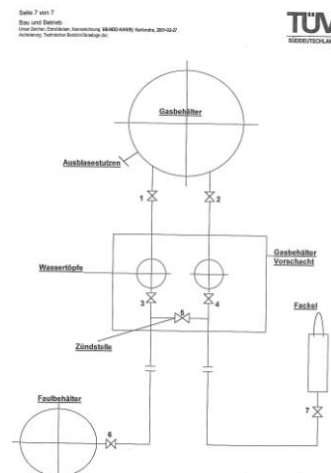 Seite 7 von 7
Bau und Betrieb
TÜV
SÜDDEUTSCHLAND
Gasbehälter
Ausblasestutzen
1
2
Gasbehälter
Vorschacht
Wassertöpfe
3
4
5
Fackel
Zündstelle
7
Faulbehälter
6